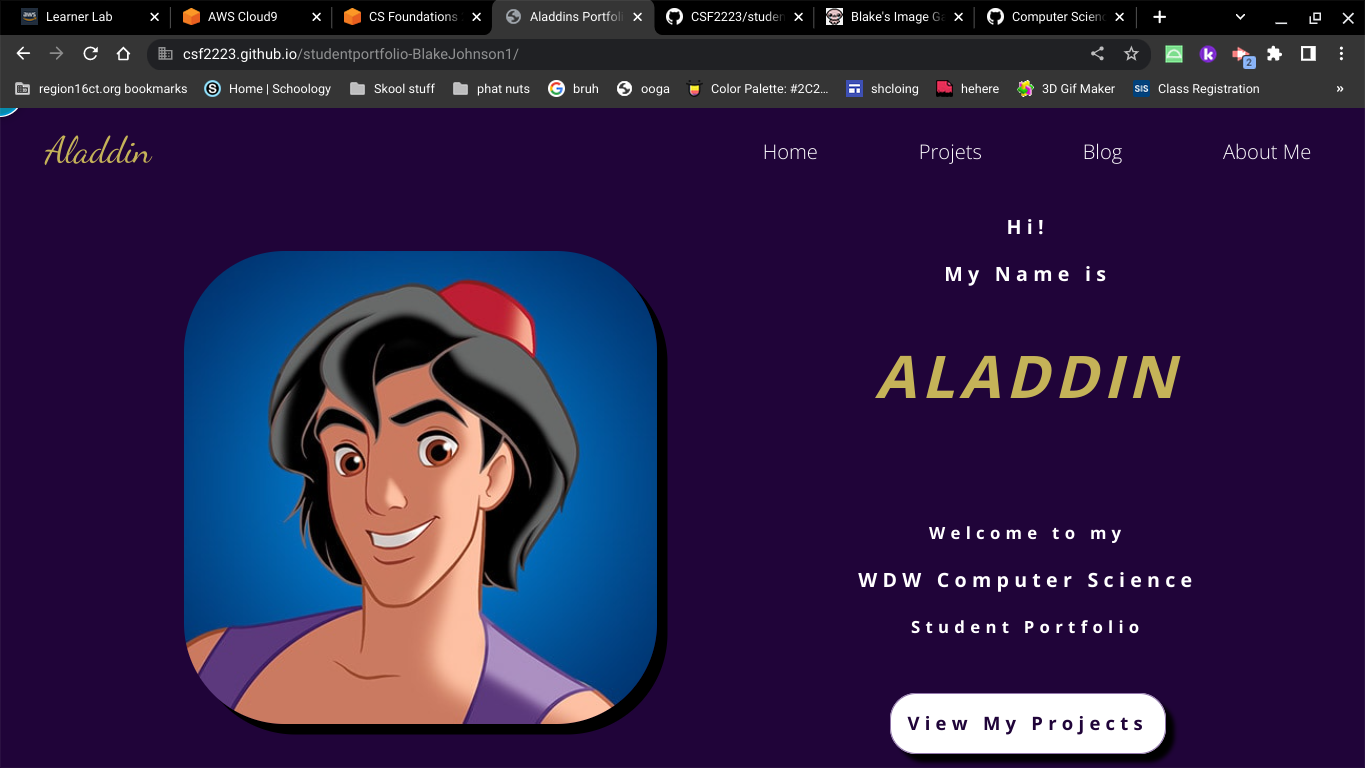 Learner Lab
AWS Cloud9
CS Foundations
Aladdins Portfoli
CSF2223/studen
Blake's Image Ga
Computer Scienc
csf2223.github.io/studentportfolio-BlakeJohnson1/
2
region16ct.org bookmarks
Home | Schoology
Skool stuff
phat nuts
bruh
ooga
Color Palette: #2C2...
shcloing
hehere
3D Gif Maker
SIS
Class Registration
»
Aladdin
Home
Projets
Blog
About Me
Hi!
My Name is
ALADDIN
Welcome to my
WDW Computer Science
Student Portfolio
View My Projects